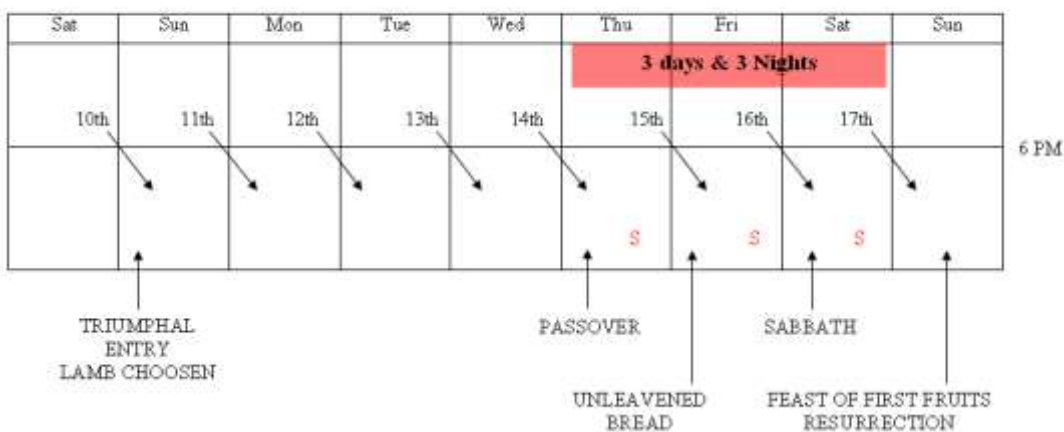 Sat Sun Mon Tue Wed Thu Fri Sat Sun
3 days & 3 Nights
10th 11th 12th 13th 14th 15th 16th 17th
6 PM
S S S
TRIUMPHAL
ENTRY
LAMB CHOOSEN
PASSOVER
SABBATH
UNLEAVENED
BREAD
FEAST OF FIRST FRUITS
RESURRECTION